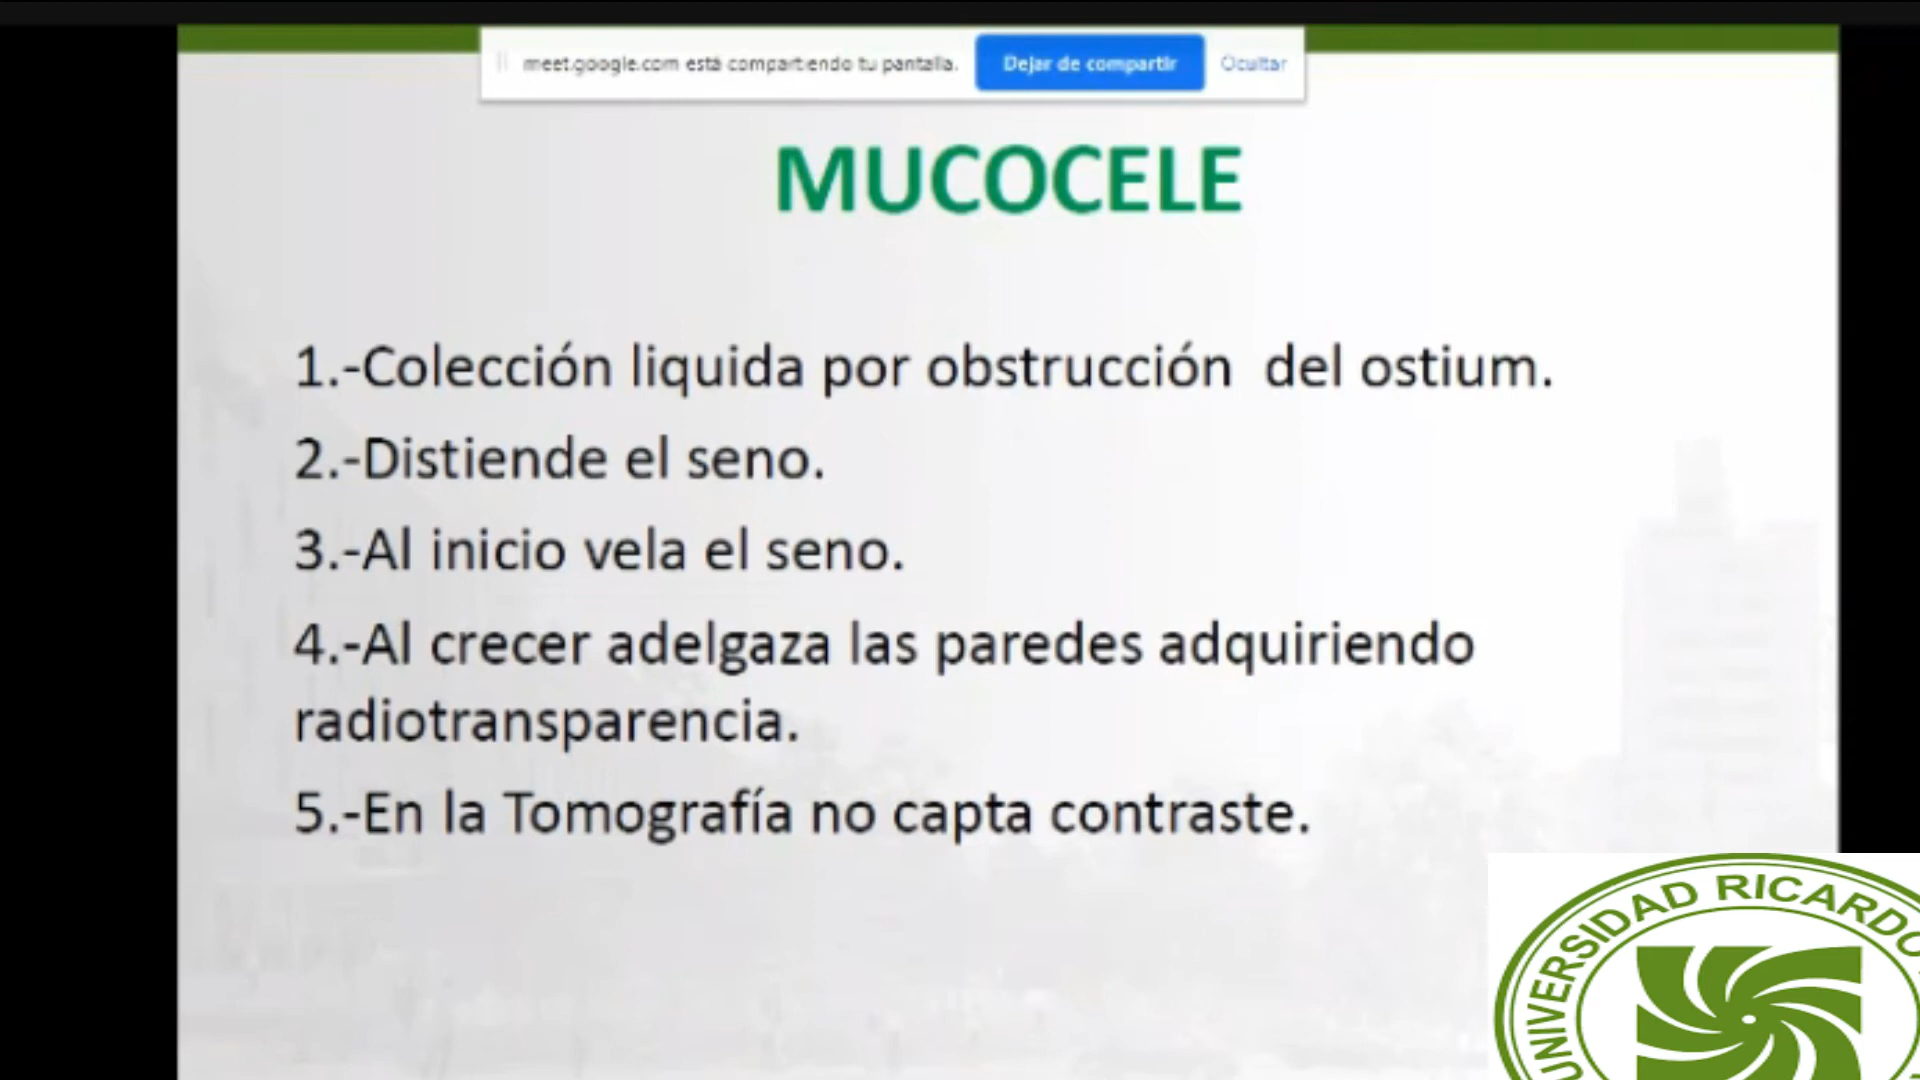 meet.google.com está compartiendo tu pantalla. Dejar de compartir Ocultar
MUCOCELE
1.-Colección liquida por obstrucción del ostium.
2.-Distiende el seno.
3.-Al inicio vela el seno.
4.-Al crecer adelgaza las paredes adquiriendo
radiotransparencia.
5.-En la Tomografía no capta contraste.
UNIVERSIDAD RICARDO